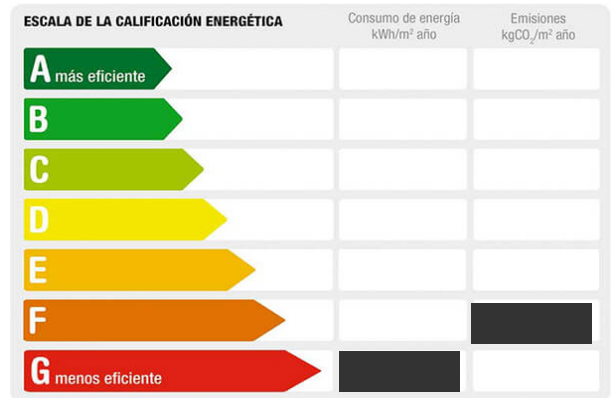 ESCALA DE LA CALIFICACIÓN ENERGÉTICA
Consumo de energía
kWh/m² año
Emisiones
kgCO₂/m² año
A más eficiente
B
C
D
E
F
G menos eficiente